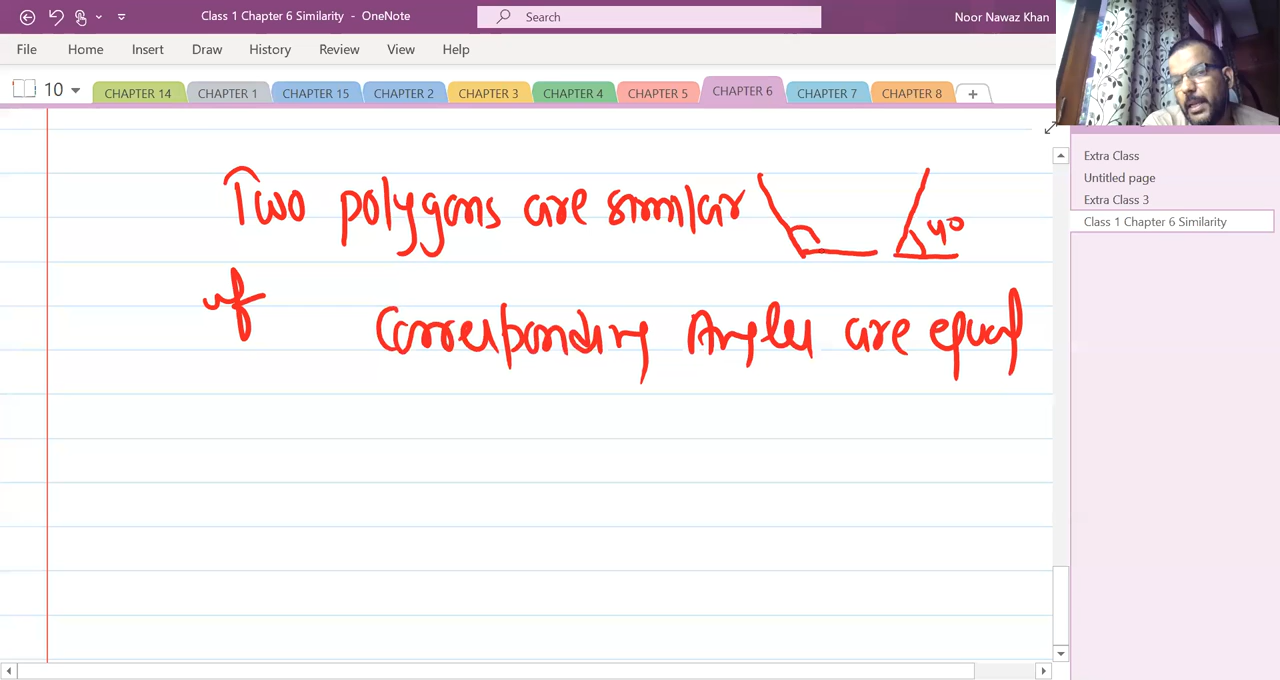 Class 1 Chapter 6 Similarity - OneNote
Search
Noor Nawaz Khan
File Home Insert Draw History Review View Help
10 CHAPTER 14 CHAPTER 1 CHAPTER 15 CHAPTER 2 CHAPTER 3 CHAPTER 4 CHAPTER 5 CHAPTER 6 CHAPTER 7 CHAPTER 8 +
Extra Class
Untitled page
Extra Class 3
Class 1 Chapter 6 Similarity
Two polygons are similar
40
if Corresponding Angles are equal